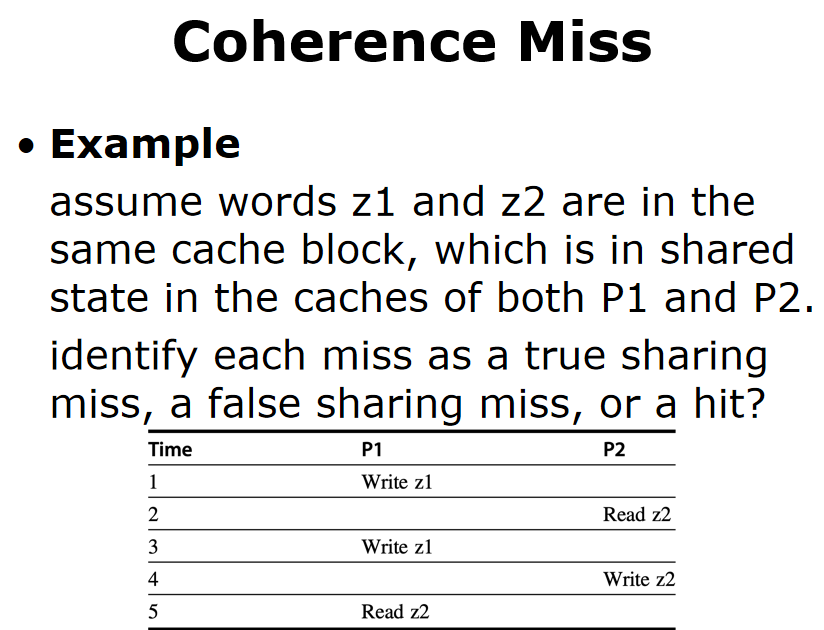 Coherence Miss
• Example
assume words z1 and z2 are in the
same cache block, which is in shared
state in the caches of both P1 and P2.
identify each miss as a true sharing
miss, a false sharing miss, or a hit?
Time P1 P2
1 Write z1
2 Read z2
3 Write z1
4 Write z2
5 Read z2